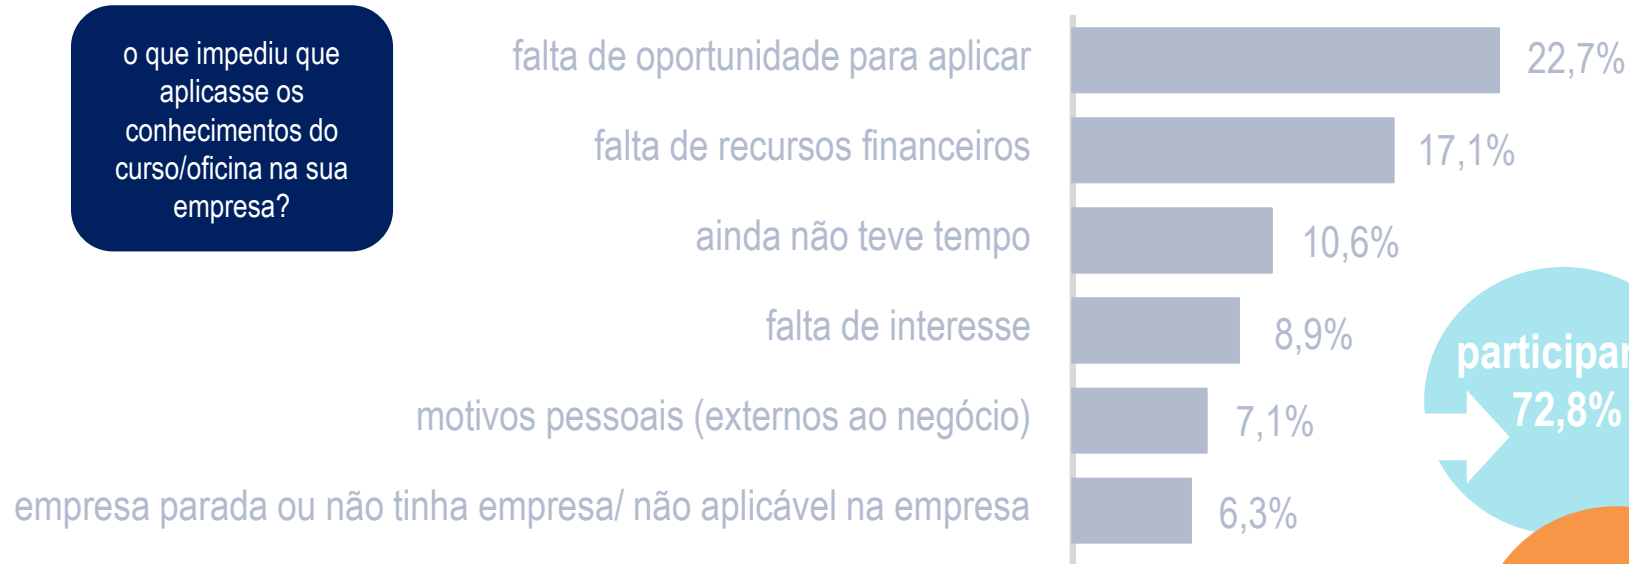 o que impediu que
aplicasse os
conhecimentos do
curso/oficina na sua
empresa?
falta de oportunidade para aplicar 22,7%
falta de recursos financeiros 17,1%
ainda não teve tempo 10,6%
falta de interesse 8,9%
motivos pessoais (externos ao negócio) 7,1%
empresa parada ou não tinha empresa/ não aplicável na empresa 6,3%
72,8%